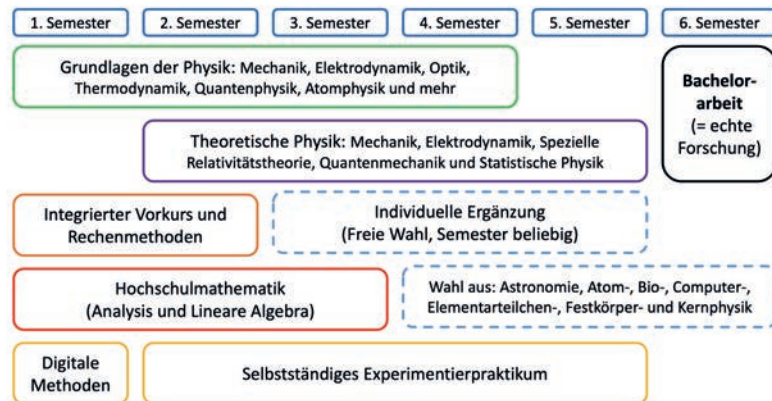 1. Semester
2. Semester
3. Semester
4. Semester
5. Semester
6. Semester
Grundlagen der Physik: Mechanik, Elektrodynamik, Optik,
Thermodynamik, Quantenphysik, Atomphysik und mehr
Bachelor-
arbeit
(= echte
Forschung)
Theoretische Physik: Mechanik, Elektrodynamik, Spezielle
Relativitätstheorie, Quantenmechanik und Statistische Physik
Integrierter Vorkurs und
Rechenmethoden
Individuelle Ergänzung
(Freie Wahl, Semester beliebig)
Hochschulmathematik
(Analysis und Lineare Algebra)
Wahl aus: Astronomie, Atom-, Bio-, Computer-,
Elementarteilchen-, Festkörper- und Kernphysik
Digitale
Methoden
Selbstständiges Experimentierpraktikum